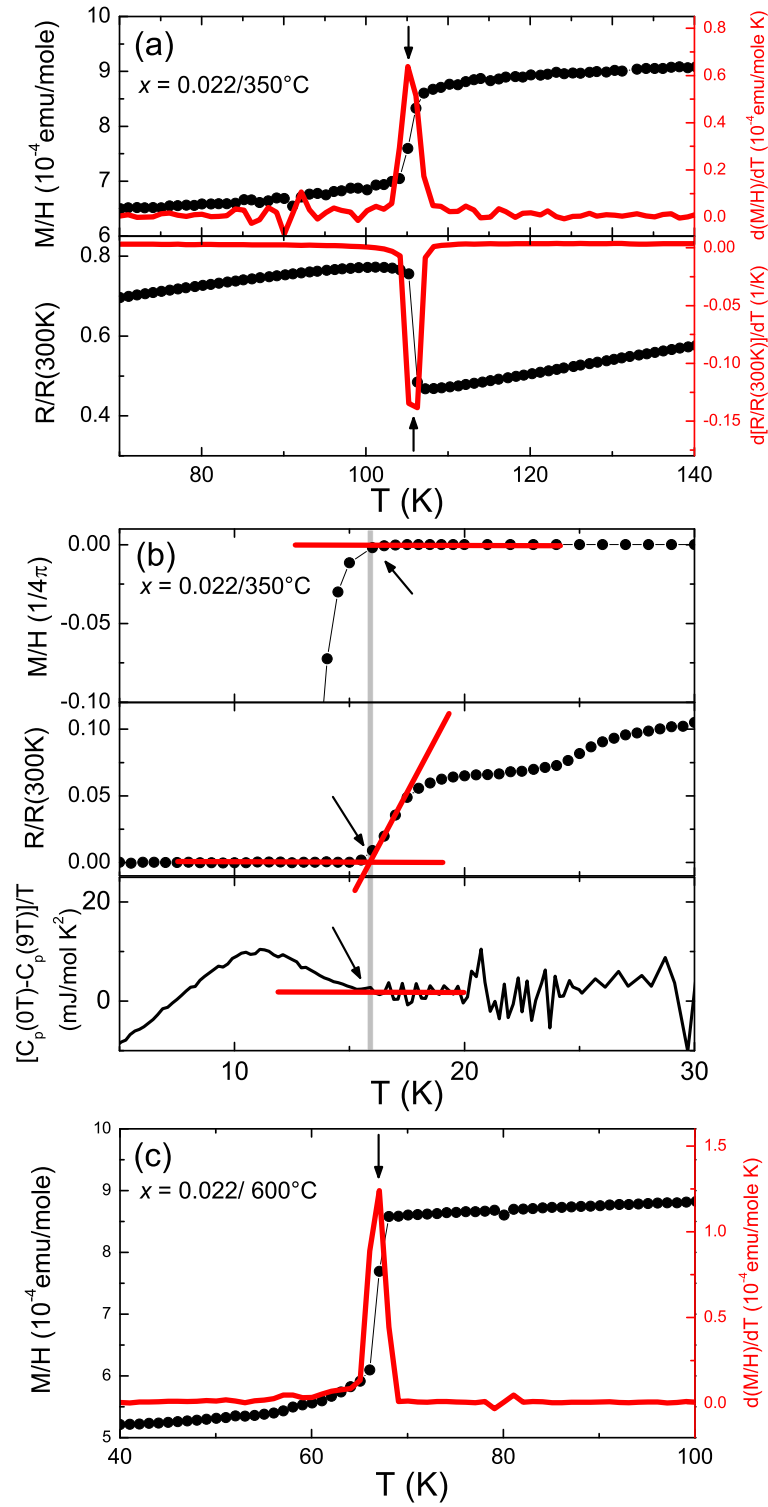 (a)
x = 0.022/350°C
M/H (10⁻⁴emu/mole)
10
9
8
7
6
d(M/H)/dT (10⁻⁴emu/mole K)
0.8
0.6
0.4
0.2
0.0
R/R(300K)
0.8
0.6
0.4
d[R/R(300K)]/dT (1/K)
0.00
-0.05
-0.10
-0.15
80 100 120 140
T (K)
(b)
x = 0.022/350°C
M/H (1/4π)
0.00
-0.05
-0.10
R/R(300K)
0.10
0.05
0.00
[Cₚ(0T)-Cₚ(9T)]/T
(mJ/mol K²)
20
0
10 20 30
T (K)
(c)
x = 0.022/ 600°C
M/H (10⁻⁴emu/mole)
10
9
8
7
6
5
d(M/H)/dT (10⁻⁴emu/mole K)
1.5
1.0
0.5
0.0
40 60 80 100
T (K)